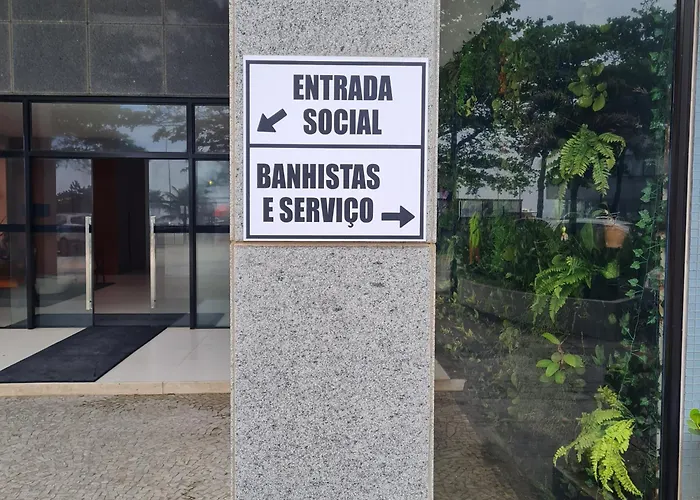 ENTRADA
SOCIAL
BANHISTAS
E SERVIÇO